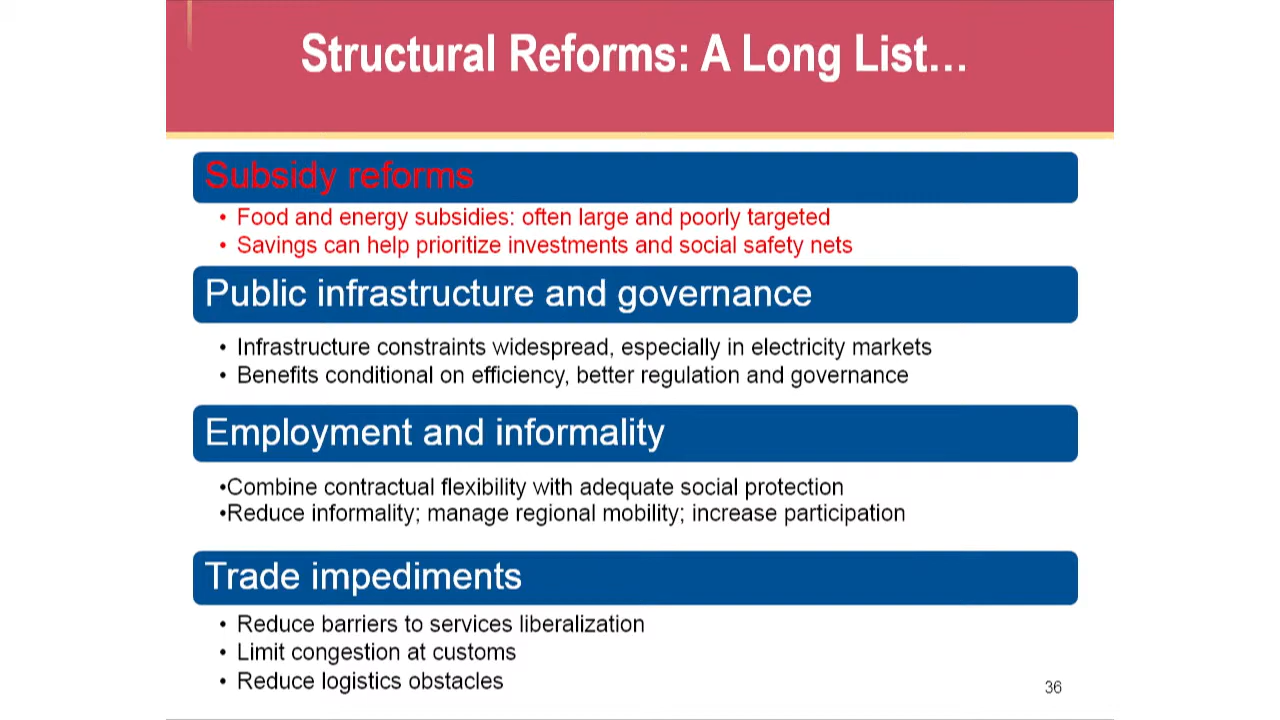 Structural Reforms: A Long List...
Subsidy reforms
• Food and energy subsidies: often large and poorly targeted
• Savings can help prioritize investments and social safety nets
Public infrastructure and governance
• Infrastructure constraints widespread, especially in electricity markets
• Benefits conditional on efficiency, better regulation and governance
Employment and informality
•Combine contractual flexibility with adequate social protection
•Reduce informality; manage regional mobility; increase participation
Trade impediments
• Reduce barriers to services liberalization
• Limit congestion at customs
• Reduce logistics obstacles
36